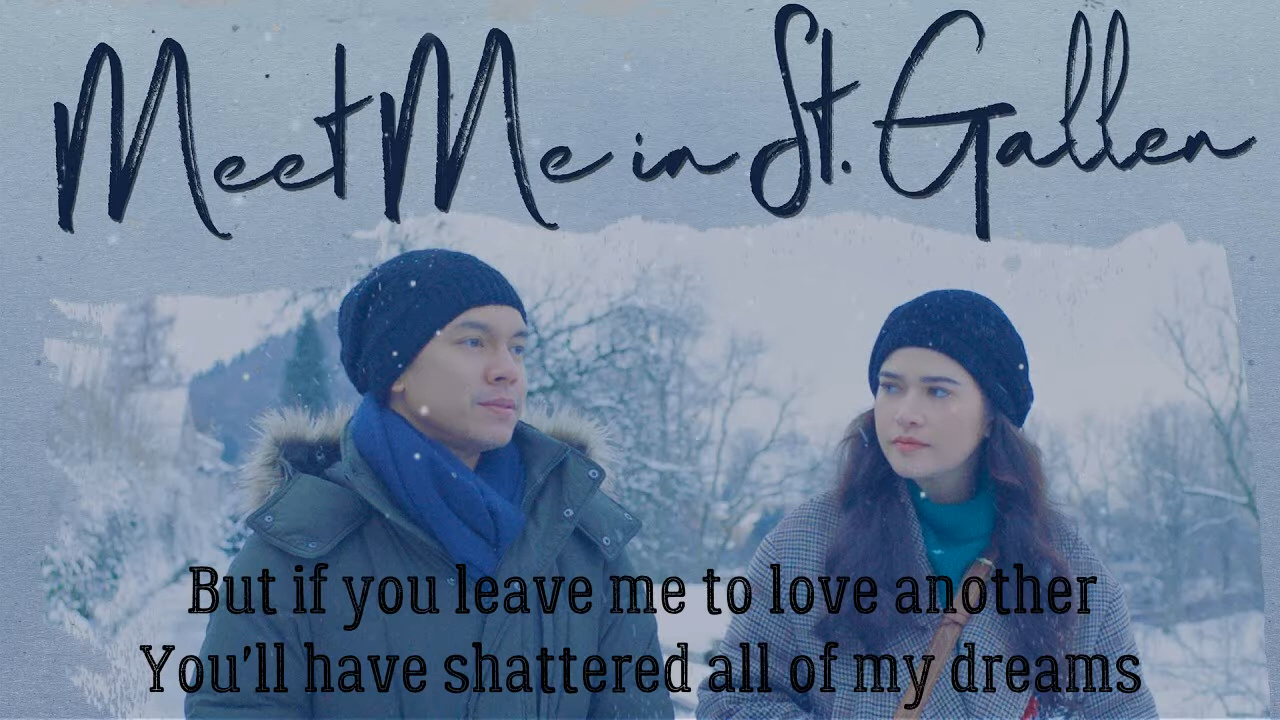 Meet Me in St. Gallen
But if you leave me to love another
You'll have shattered all of my dreams